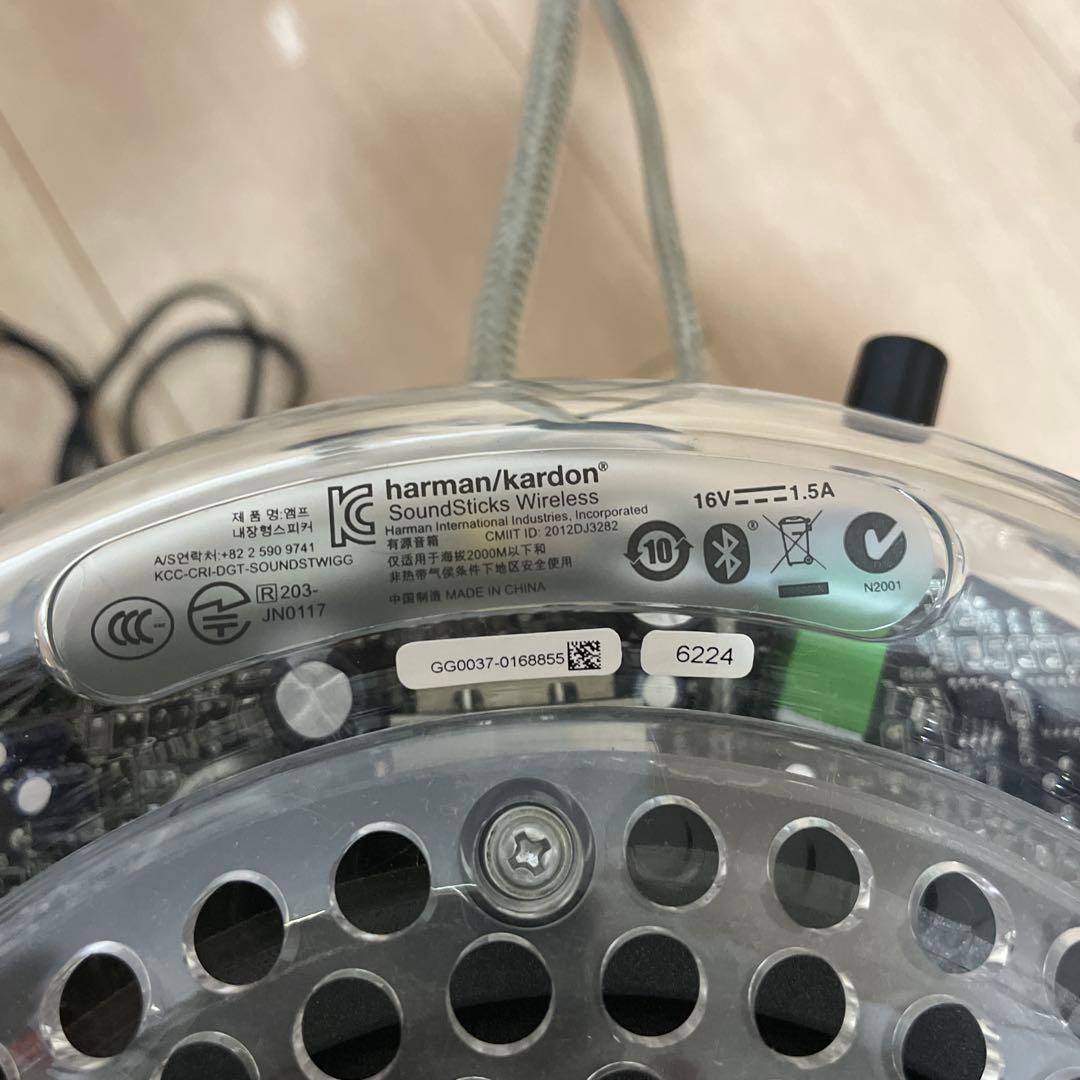 제 품 명:앰프
내장형스피커
A/S연락처:+82 2 590 9741
KCC-CRI-DGT-SOUNDSTWIGG
CCC
R 203-
JN0117
harman/kardon®
SoundSticks Wireless
Harman International Industries, Incorporated
CMIIT ID: 2012DJ3282
有源音箱
仅适用于海拔2000M以下和
非热带气候条件下地区安全使用
中国制造 MADE IN CHINA
16V 1.5A
10
®
N2001
GG0037-0168855
6224